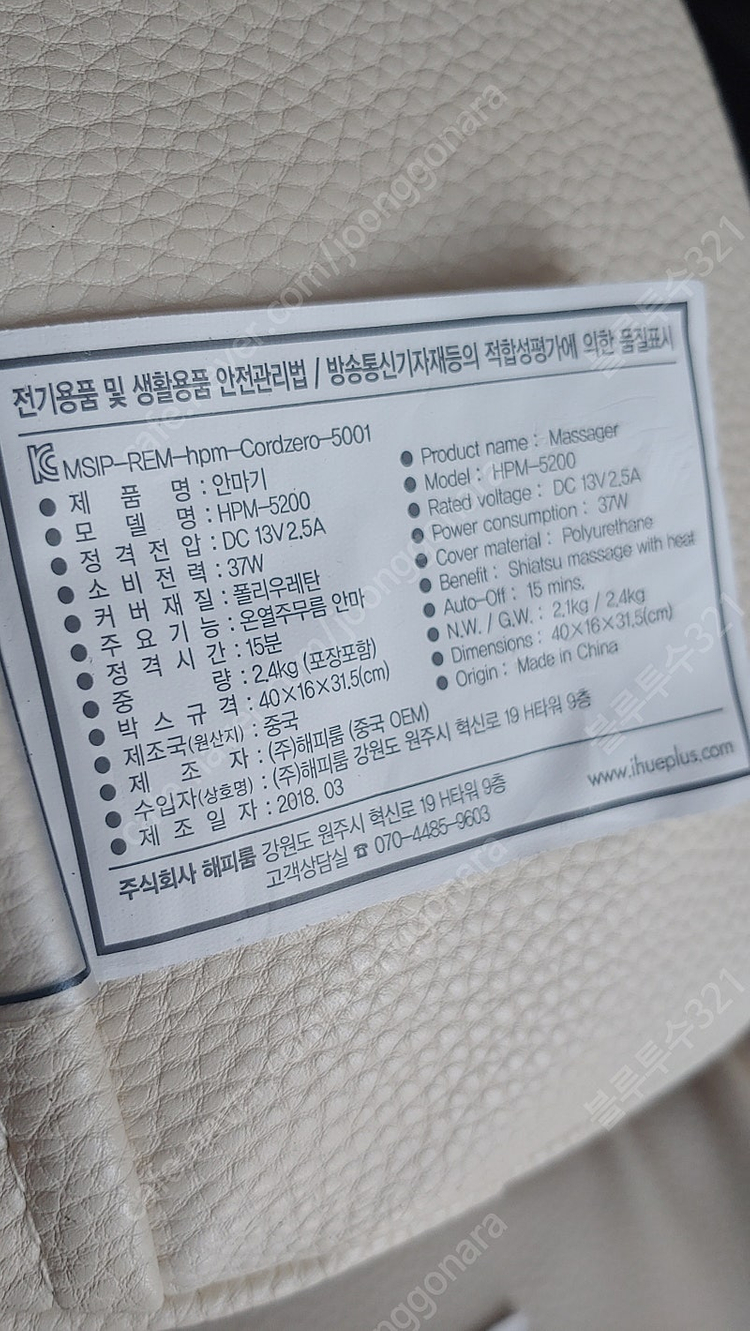 전기용품 및 생활용품 안전관리법 / 방송통신기자재등의 적합성평가에 의한 품질표시
MSIP-REM-hpm-Cordzero-5001
● 제 품 명 : 안마기
● 모 델 명 : HPM-5200
● 정 격 전 압 : DC 13V 2.5A
● 소 비 전 력 : 37W
● 커 버 재 질 : 폴리우레탄
● 주 요 기 능 : 온열주무름 안마
● 정 격 시 간 : 15분
● 중 량 : 2.4kg (포장포함)
● 박 스 규 격 : 40×16×31.5(cm)
● 제조국(원산지) : 중국
● 제 조 자 : (주)해피룸 (중국 OEM)
● 수입자(상호명) : (주)해피룸 강원도 원주시 혁신로 19 H타워 9층
● 제 조 일 자 : 2018. 03
● Product name : Massager
● Model : HPM-5200
● Rated voltage : DC 13V 2.5A
● Power consumption : 37W
● Cover material : Polyurethane
● Benefit : Shiatsu massage with heat
● Auto-Off : 15 mins.
● N.W. / G.W. : 2.1kg / 2.4kg
● Dimensions : 40×16×31.5(cm)
● Origin : Made in China
주식회사 해피룸 강원도 원주시 혁신로 19 H타워 9층
고객상담실 ☎ 070-4485-9603
www.ihueplus.com
cafe.naver.com/joonggonara
블루투수321